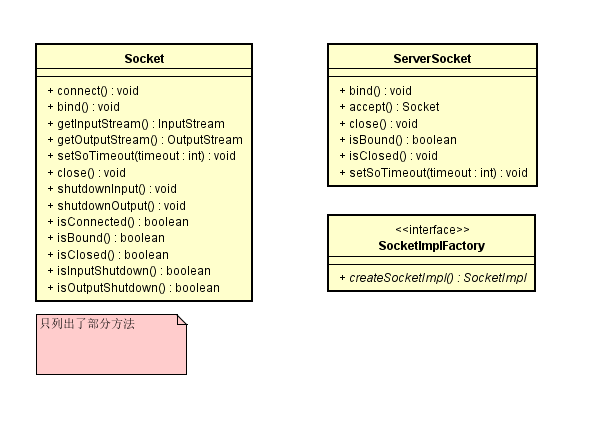 Socket
+ connect() : void
+ bind() : void
+ getInputStream() : InputStream
+ getOutputStream() : OutputStream
+ setSoTimeout(timeout : int) : void
+ close() : void
+ shutdownInput() : void
+ shutdownOutput() : void
+ isConnected() : boolean
+ isBound() : boolean
+ isClosed() : boolean
+ isInputShutdown() : boolean
+ isOutputShutdown() : boolean
只列出了部分方法
ServerSocket
+ bind() : void
+ accept() : Socket
+ close() : void
+ isBound() : boolean
+ isClosed() : void
+ setSoTimeout(timeout : int) : void
<<interface>>
SocketImplFactory
+ createSocketImpl() : SocketImpl